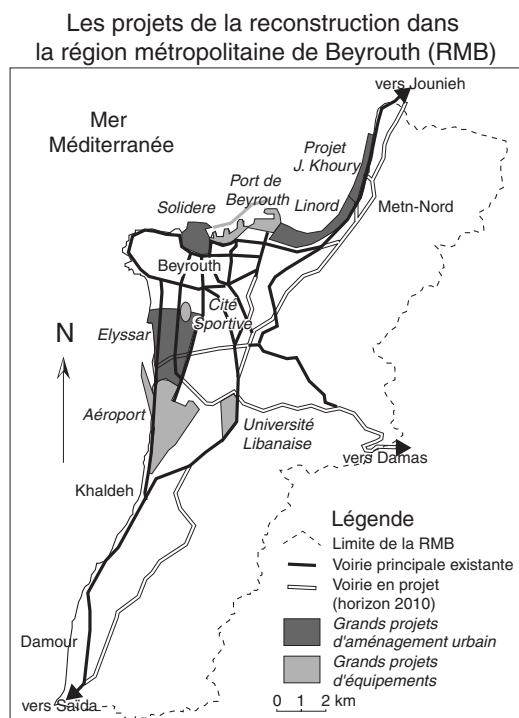 Les projets de la reconstruction dans
la région métropolitaine de Beyrouth (RMB)
vers Jounieh
Mer
Méditerranée
Projet
J. Khoury
Port de
Beyrouth
Linord
Metn-Nord
Solidere
Beyrouth
Cité
Sportive
Elyssar
N
Aéroport
Université
Libanaise
vers Damas
Khaldeh
Légende
Limite de la RMB
Voirie principale existante
Voirie en projet
(horizon 2010)
Grands projets
d'aménagement urbain
Grands projets
d'équipements
Damour
vers Saïda
0 1 2 km